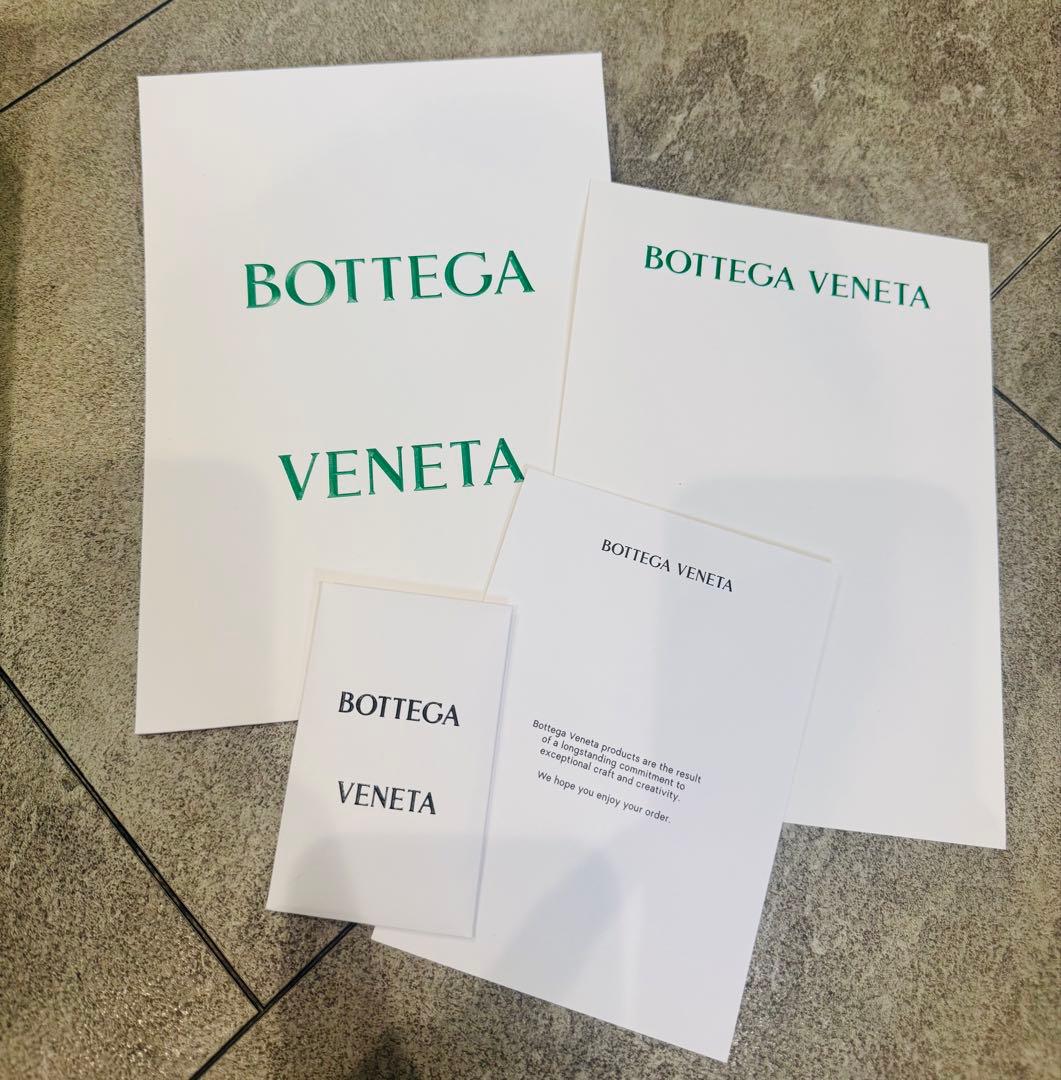 BOTTEGA
VENETA
BOTTEGA VENETA
BOTTEGA VENETA
Bottega Veneta products are the result
of a longstanding commitment to
exceptional craft and creativity.
We hope you enjoy your order.
BOTTEGA
VENETA